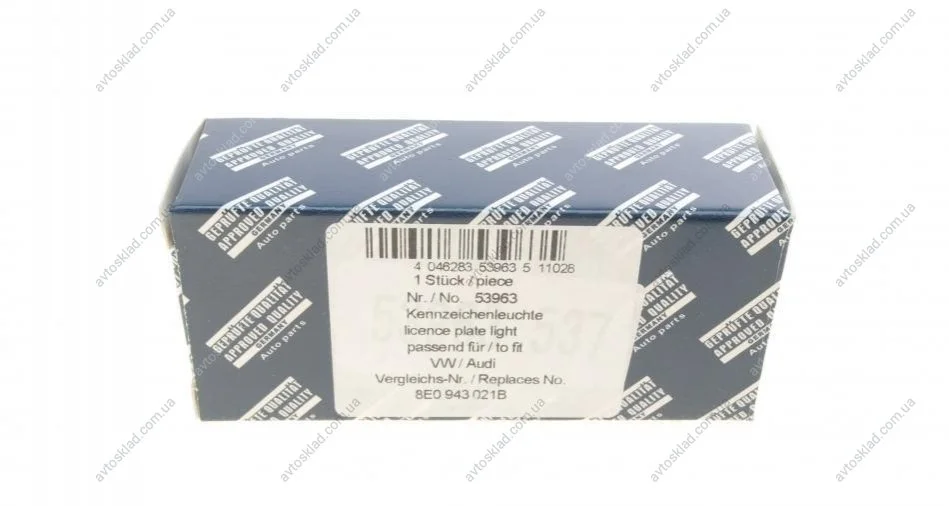 GEPRÜFTE QUALITÄT
APPROVED QUALITY
GERMANY
Auto parts
4 046283 53963 5 11028
1 Stück / piece
Nr. / No. 53963
Kennzeichenleuchte
licence plate light
passend für / to fit
VW / Audi
Vergleichs-Nr. / Replaces No.
8E0 943 021B
avtosklad.com.ua